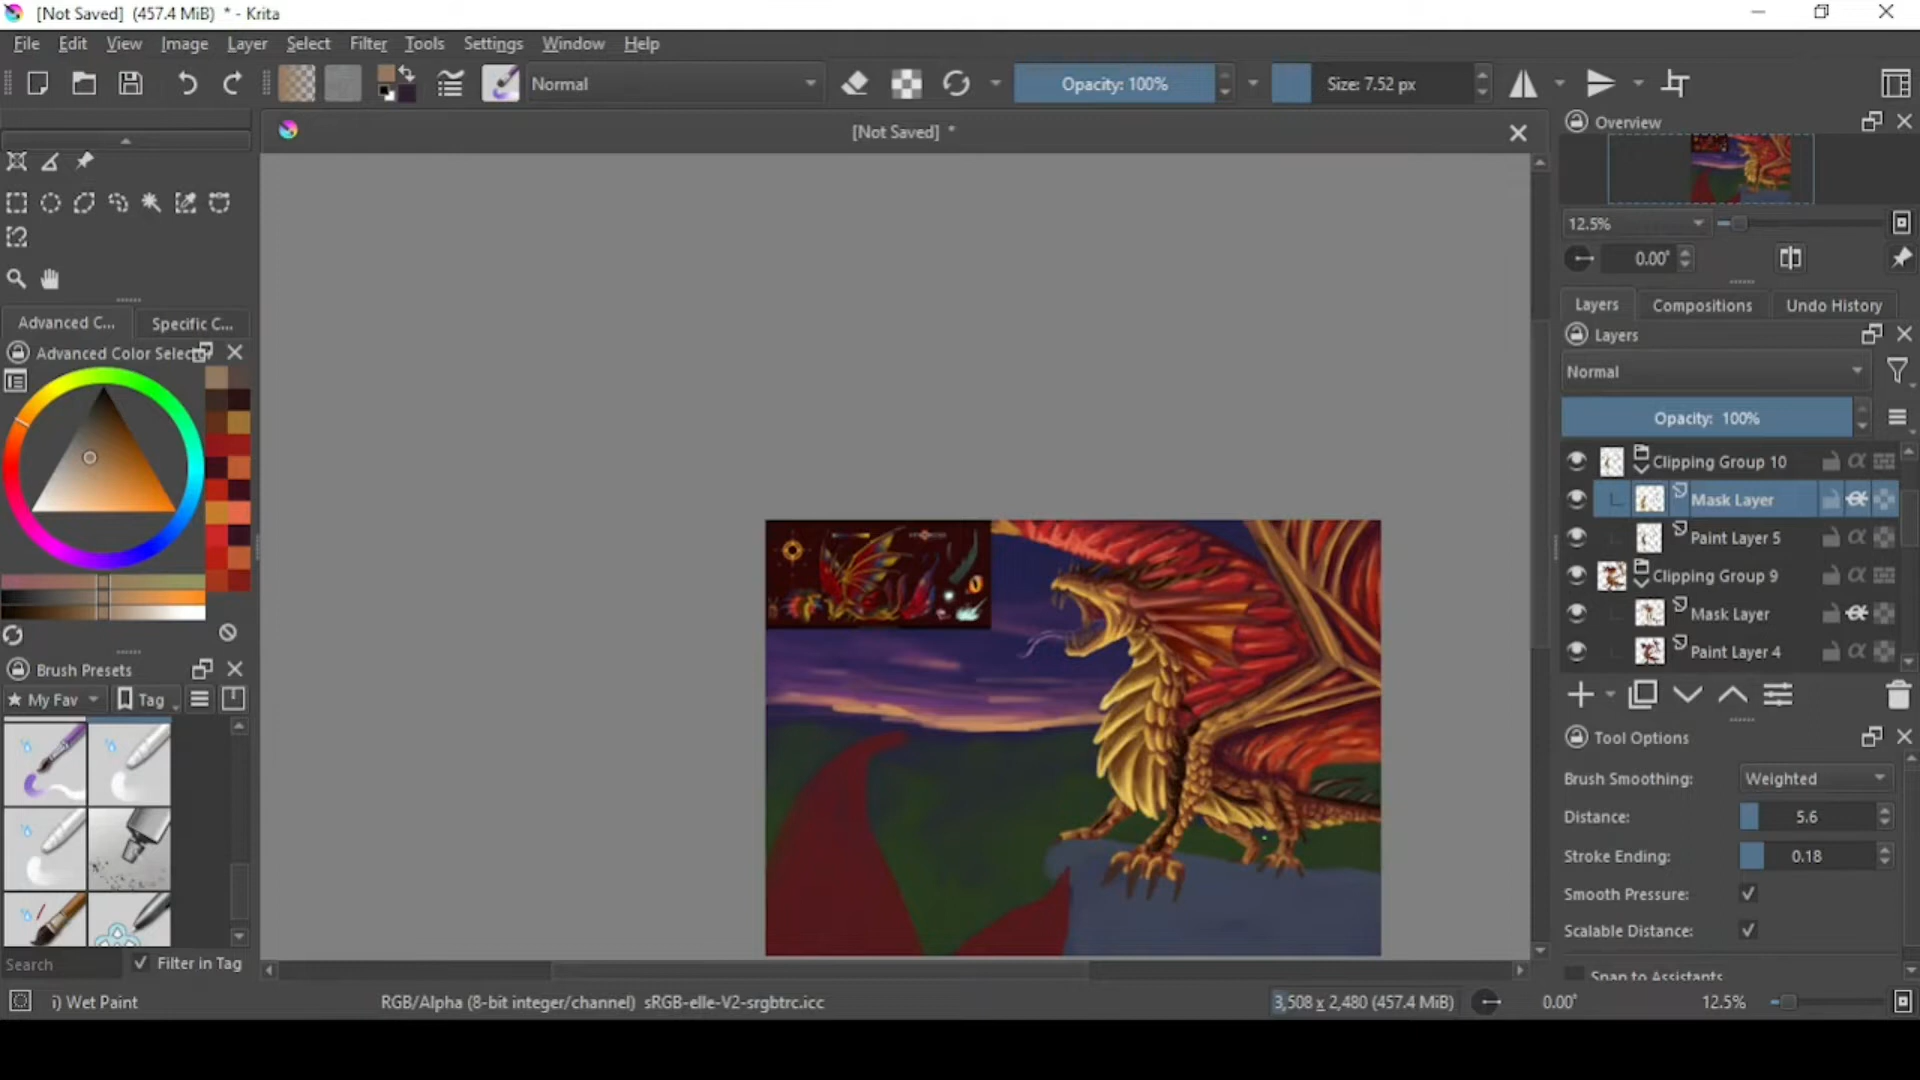 [Not Saved] (457.4 MiB) * - Krita
File Edit View Image Layer Select Filter Tools Settings Window Help
Normal
Opacity: 100%
Size: 7.52 px
[Not Saved] *
Overview
12.5%
0.00°
Advanced C...
Specific C...
Advanced Color Selec
Layers Compositions Undo History
Layers
Normal
Opacity: 100%
Clipping Group 10
Mask Layer
Paint Layer 5
Clipping Group 9
Mask Layer
Paint Layer 4
Brush Presets
My Fav
Tag
Tool Options
Brush Smoothing: Weighted
Distance: 5.6
Stroke Ending: 0.18
Smooth Pressure:
Scalable Distance:
Snap to Assistants
Search
Filter in Tag
i) Wet Paint
RGB/Alpha (8-bit integer/channel) sRGB-elle-V2-srgbtrc.icc
3,508 x 2,480 (457.4 MiB)
0.00°
12.5%